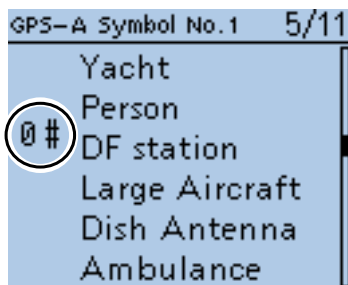 GPS-A Symbol No.1 5/11
Yacht
Person
0# DF station
Large Aircraft
Dish Antenna
Ambulance